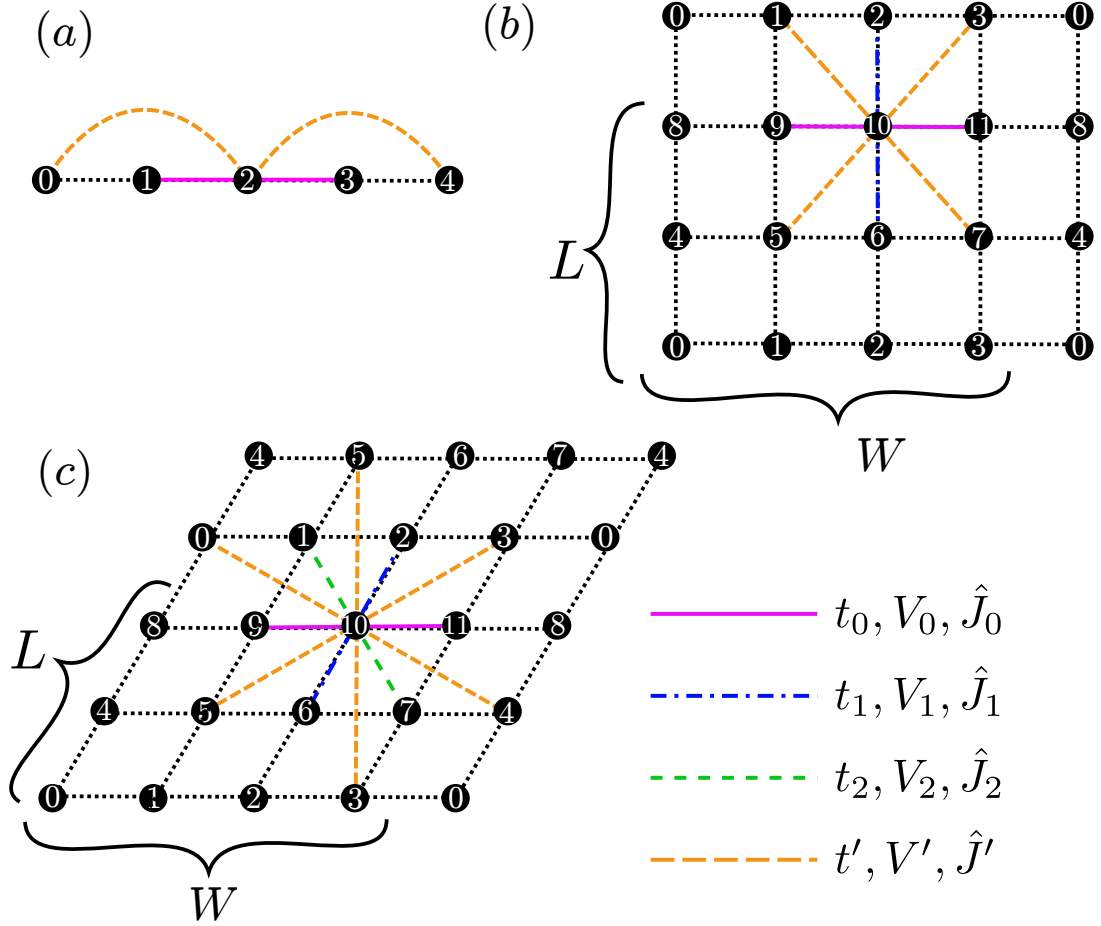 (a)
0 1 2 3 4
(b)
0 1 2 3 0
8 9 10 11 8
4 5 6 7 4
0 1 2 3 0
L
W
(c)
4 5 6 7 4
0 1 2 3 0
8 9 10 11 8
4 5 6 7 4
0 1 2 3 0
L
W
t₀, V₀, Ĵ₀
t₁, V₁, Ĵ₁
t₂, V₂, Ĵ₂
t′, V′, Ĵ′